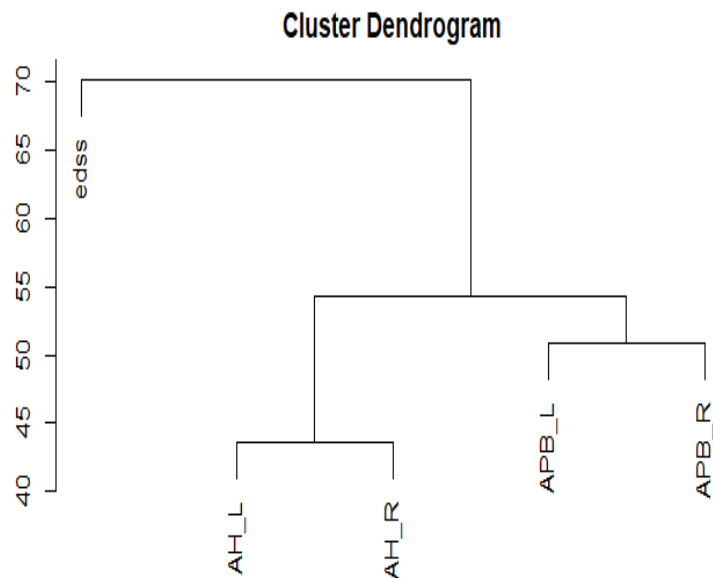 Cluster Dendrogram
70
65
60
55
50
45
40
edss
AH_L
AH_R
APB_L
APB_R